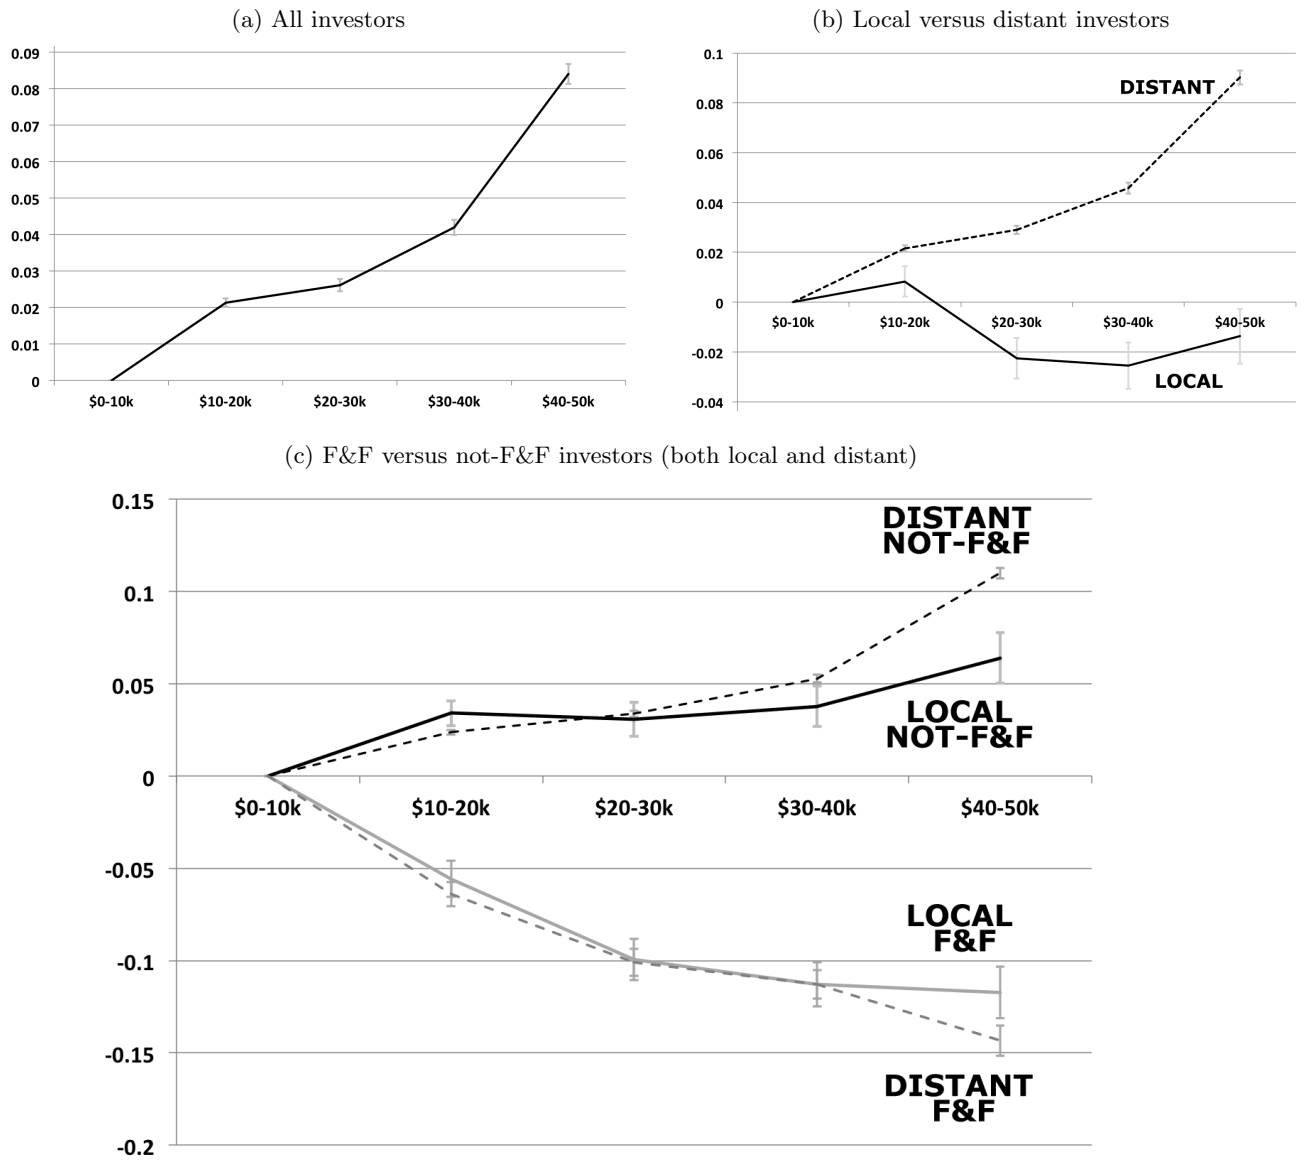 (a) All investors
0.09
0.08
0.07
0.06
0.05
0.04
0.03
0.02
0.01
0
$0-10k $10-20k $20-30k $30-40k $40-50k
(b) Local versus distant investors
0.1
0.08
0.06
0.04
0.02
0
-0.02
-0.04
DISTANT
$0-10k $10-20k $20-30k $30-40k $40-50k
LOCAL
(c) F&F versus not-F&F investors (both local and distant)
0.15
0.1
0.05
0
-0.05
-0.1
-0.15
-0.2
DISTANT
NOT-F&F
LOCAL
NOT-F&F
$0-10k $10-20k $20-30k $30-40k $40-50k
LOCAL
F&F
DISTANT
F&F